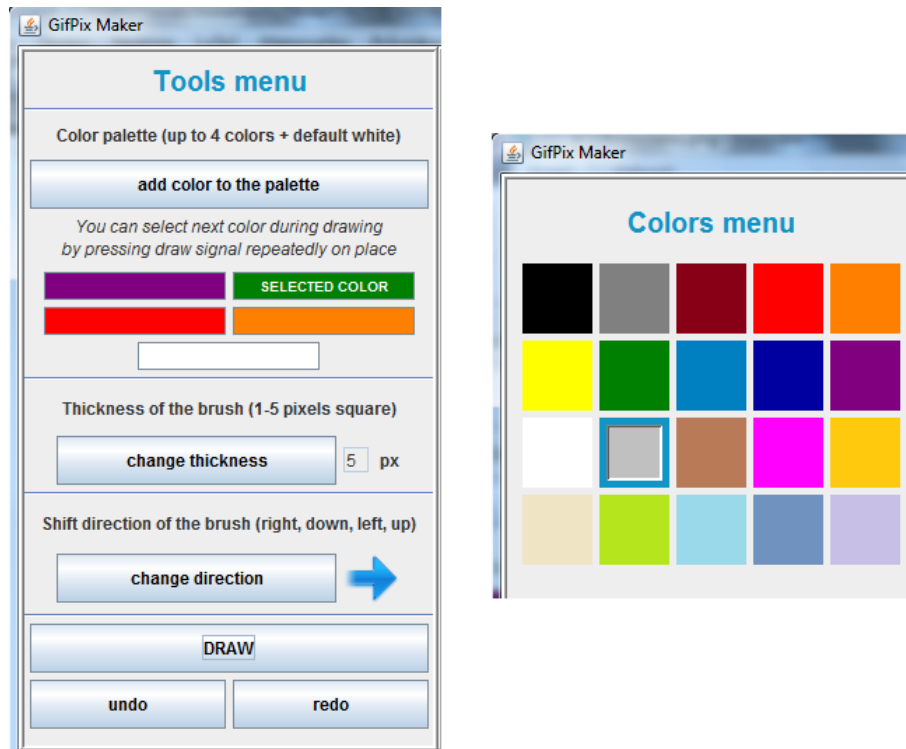 GifPix Maker
Tools menu
Color palette (up to 4 colors + default white)
add color to the palette
You can select next color during drawing
by pressing draw signal repeatedly on place
SELECTED COLOR
Thickness of the brush (1-5 pixels square)
change thickness 5 px
Shift direction of the brush (right, down, left, up)
change direction
DRAW
undo redo
GifPix Maker
Colors menu